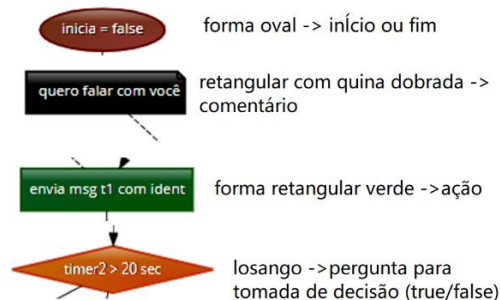 inicia = false
forma oval -> inÍcio ou fim
quero falar com você
retangular com quina dobrada ->
comentário
envia msg t1 com ident
forma retangular verde ->ação
timer2 > 20 sec
losango ->pergunta para
tomada de decisão (true/false)